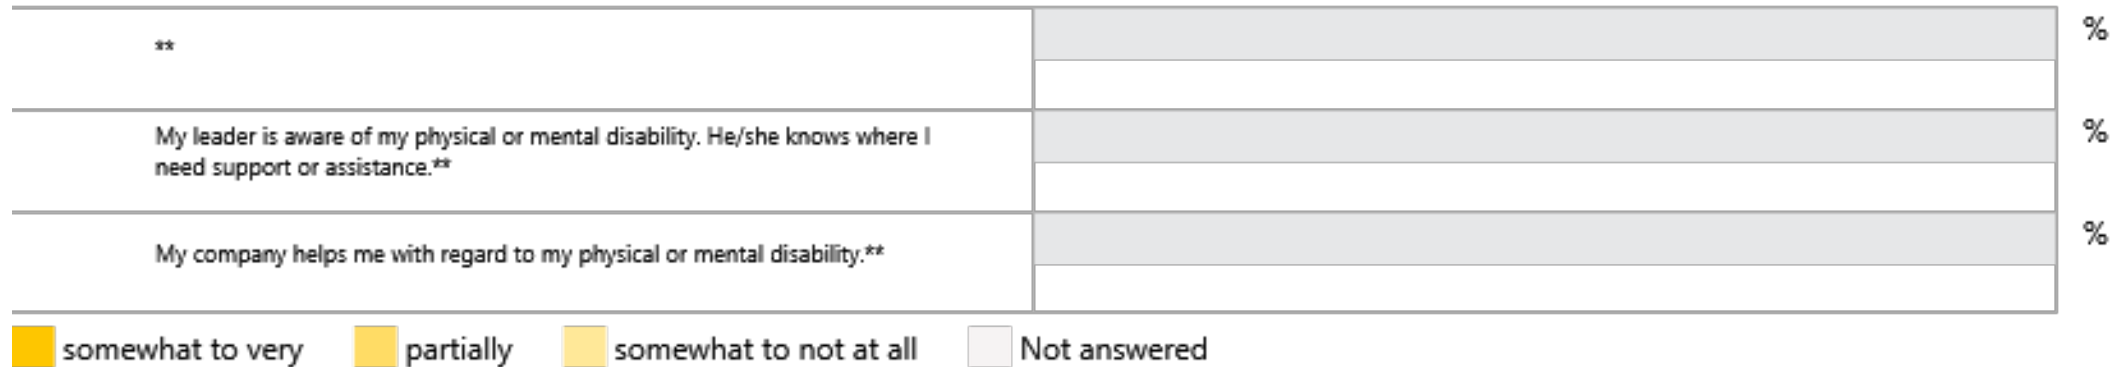 **
%
My leader is aware of my physical or mental disability. He/she knows where I
need support or assistance.**
%
My company helps me with regard to my physical or mental disability.**
%
somewhat to very partially somewhat to not at all Not answered